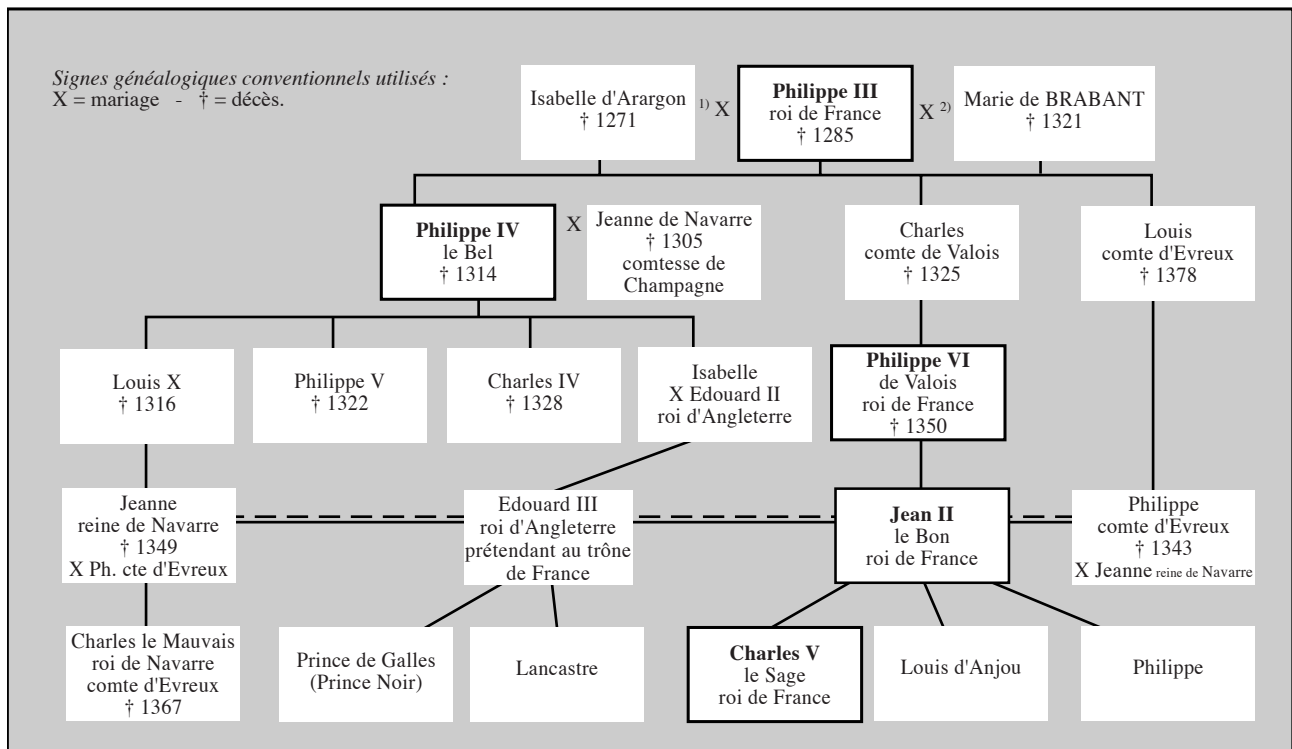 Signes généalogiques conventionnels utilisés :
X = mariage - † = décès.
Isabelle d'Arargon
† 1271
1) X
Philippe III
roi de France
† 1285
X 2)
Marie de BRABANT
† 1321
Philippe IV
le Bel
† 1314
X
Jeanne de Navarre
† 1305
comtesse de
Champagne
Charles
comte de Valois
† 1325
Louis
comte d'Evreux
† 1378
Louis X
† 1316
Philippe V
† 1322
Charles IV
† 1328
Isabelle
X Edouard II
roi d'Angleterre
Philippe VI
de Valois
roi de France
† 1350
Jeanne
reine de Navarre
† 1349
X Ph. cte d'Evreux
Edouard III
roi d'Angleterre
prétendant au trône
de France
Jean II
le Bon
roi de France
Philippe
comte d'Evreux
† 1343
X Jeanne reine de Navarre
Charles le Mauvais
roi de Navarre
comte d'Evreux
† 1367
Prince de Galles
(Prince Noir)
Lancastre
Charles V
le Sage
roi de France
Louis d'Anjou
Philippe